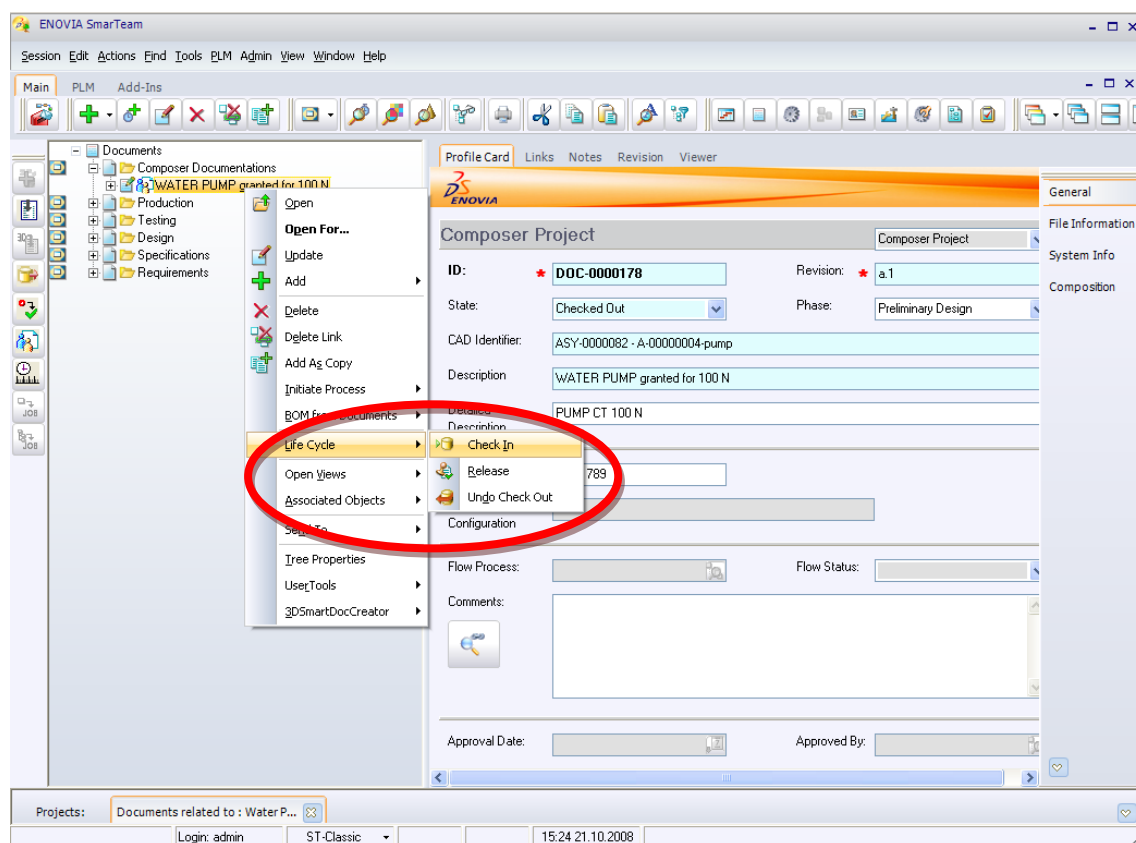 ENOVIA SmarTeam
Session Edit Actions Find Tools PLM Admin View Window Help
Main PLM Add-Ins
Documents
Composer Documentations
WATER PUMP granted for 100 N
Production
Testing
Design
Specifications
Requirements
Open
Open For...
Update
Add
Delete
Delete Link
Add As Copy
Initiate Process
BOM from Documents
Life Cycle
Open Views
Associated Objects
Send To
Tree Properties
UserTools
3DSmartDocCreator
Check In
Release
Undo Check Out
Profile Card Links Notes Revision Viewer
ENOVIA
Composer Project
Composer Project
ID: * DOC-0000178
Revision: * a.1
State: Checked Out
Phase: Preliminary Design
CAD Identifier: ASY-0000082 - A-00000004-pump
Description WATER PUMP granted for 100 N
Detailed Description PUMP CT 100 N
789
Configuration
Flow Process:
Flow Status:
Comments:
Approval Date:
Approved By:
General
File Information
System Info
Composition
JOB
JOB
Projects: Documents related to : Water P...
Login: admin ST-Classic 15:24 21.10.2008